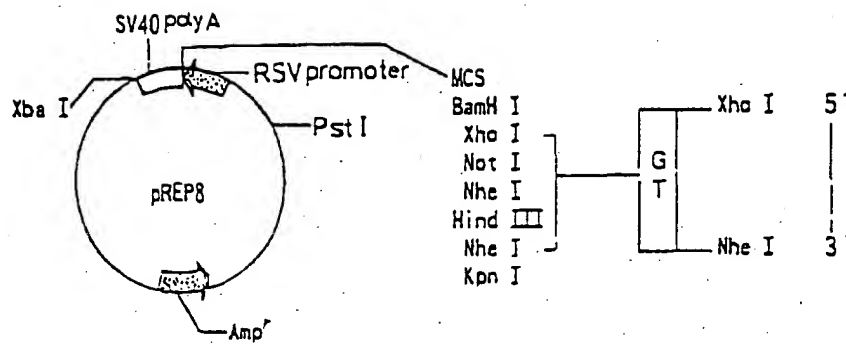 SV40 polyA
RSV promoter
Xba I
Pst I
pREP8
Amp^r
MCS
BamH I
Xho I
Not I
Nhe I
Hind III
Nhe I
Kpn I
G
T
Xho I
5'
Nhe I
3'